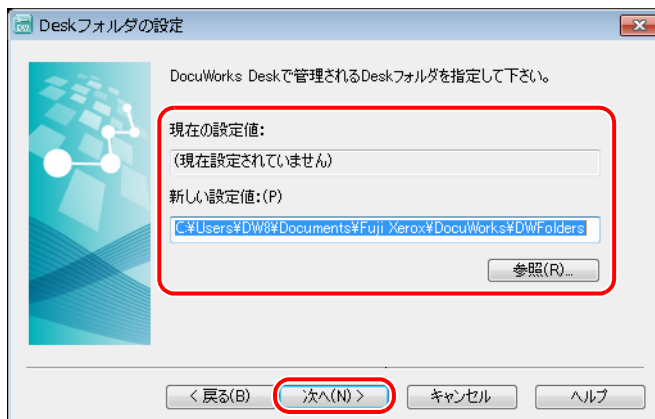 Deskフォルダの設定
DocuWorks Deskで管理されるDeskフォルダを指定して下さい。
現在の設定値:
(現在設定されていません)
新しい設定値:(P)
C:¥Users¥DW8¥Documents¥Fuji Xerox¥DocuWorks¥DWFolders
参照(R)...
< 戻る(B)
次へ(N) >
キャンセル
ヘルプ